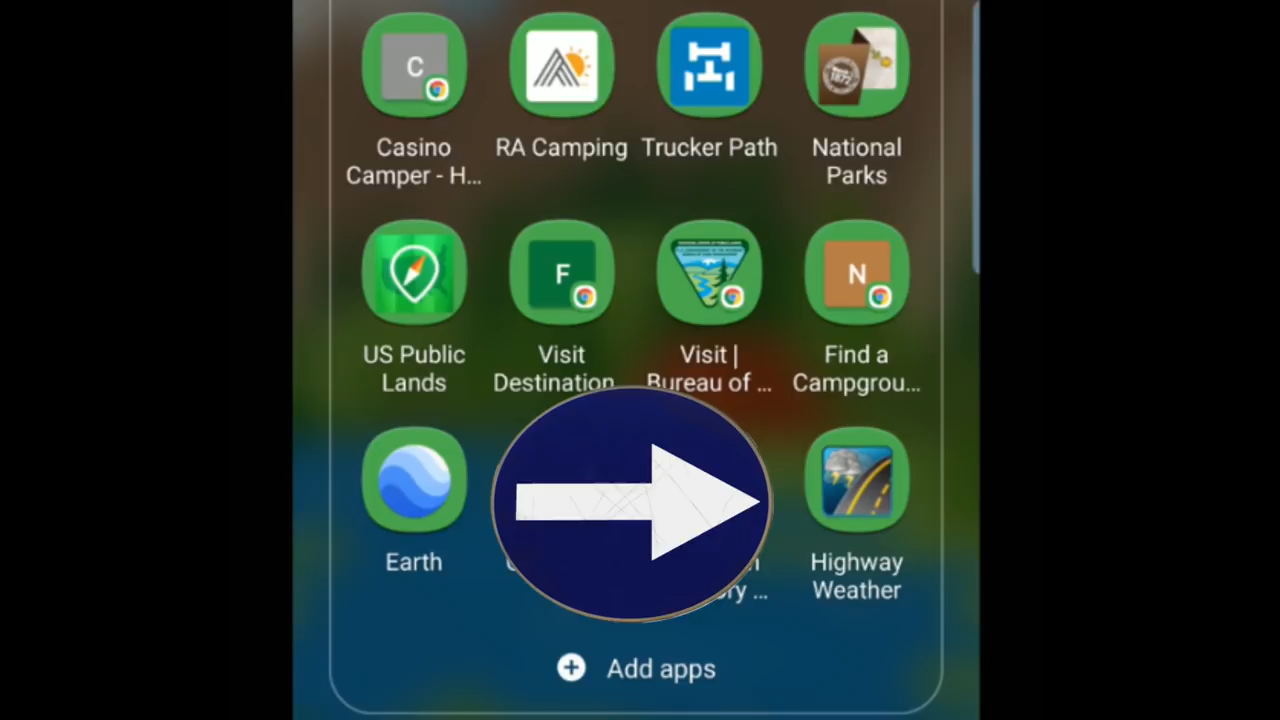 C
Casino
Camper - H...
RA Camping
Trucker Path
1872
National
Parks
US Public
Lands
F
Visit
Destination
Visit |
Bureau of ...
N
Find a
Campgrou...
Earth
Highway
Weather
Add apps